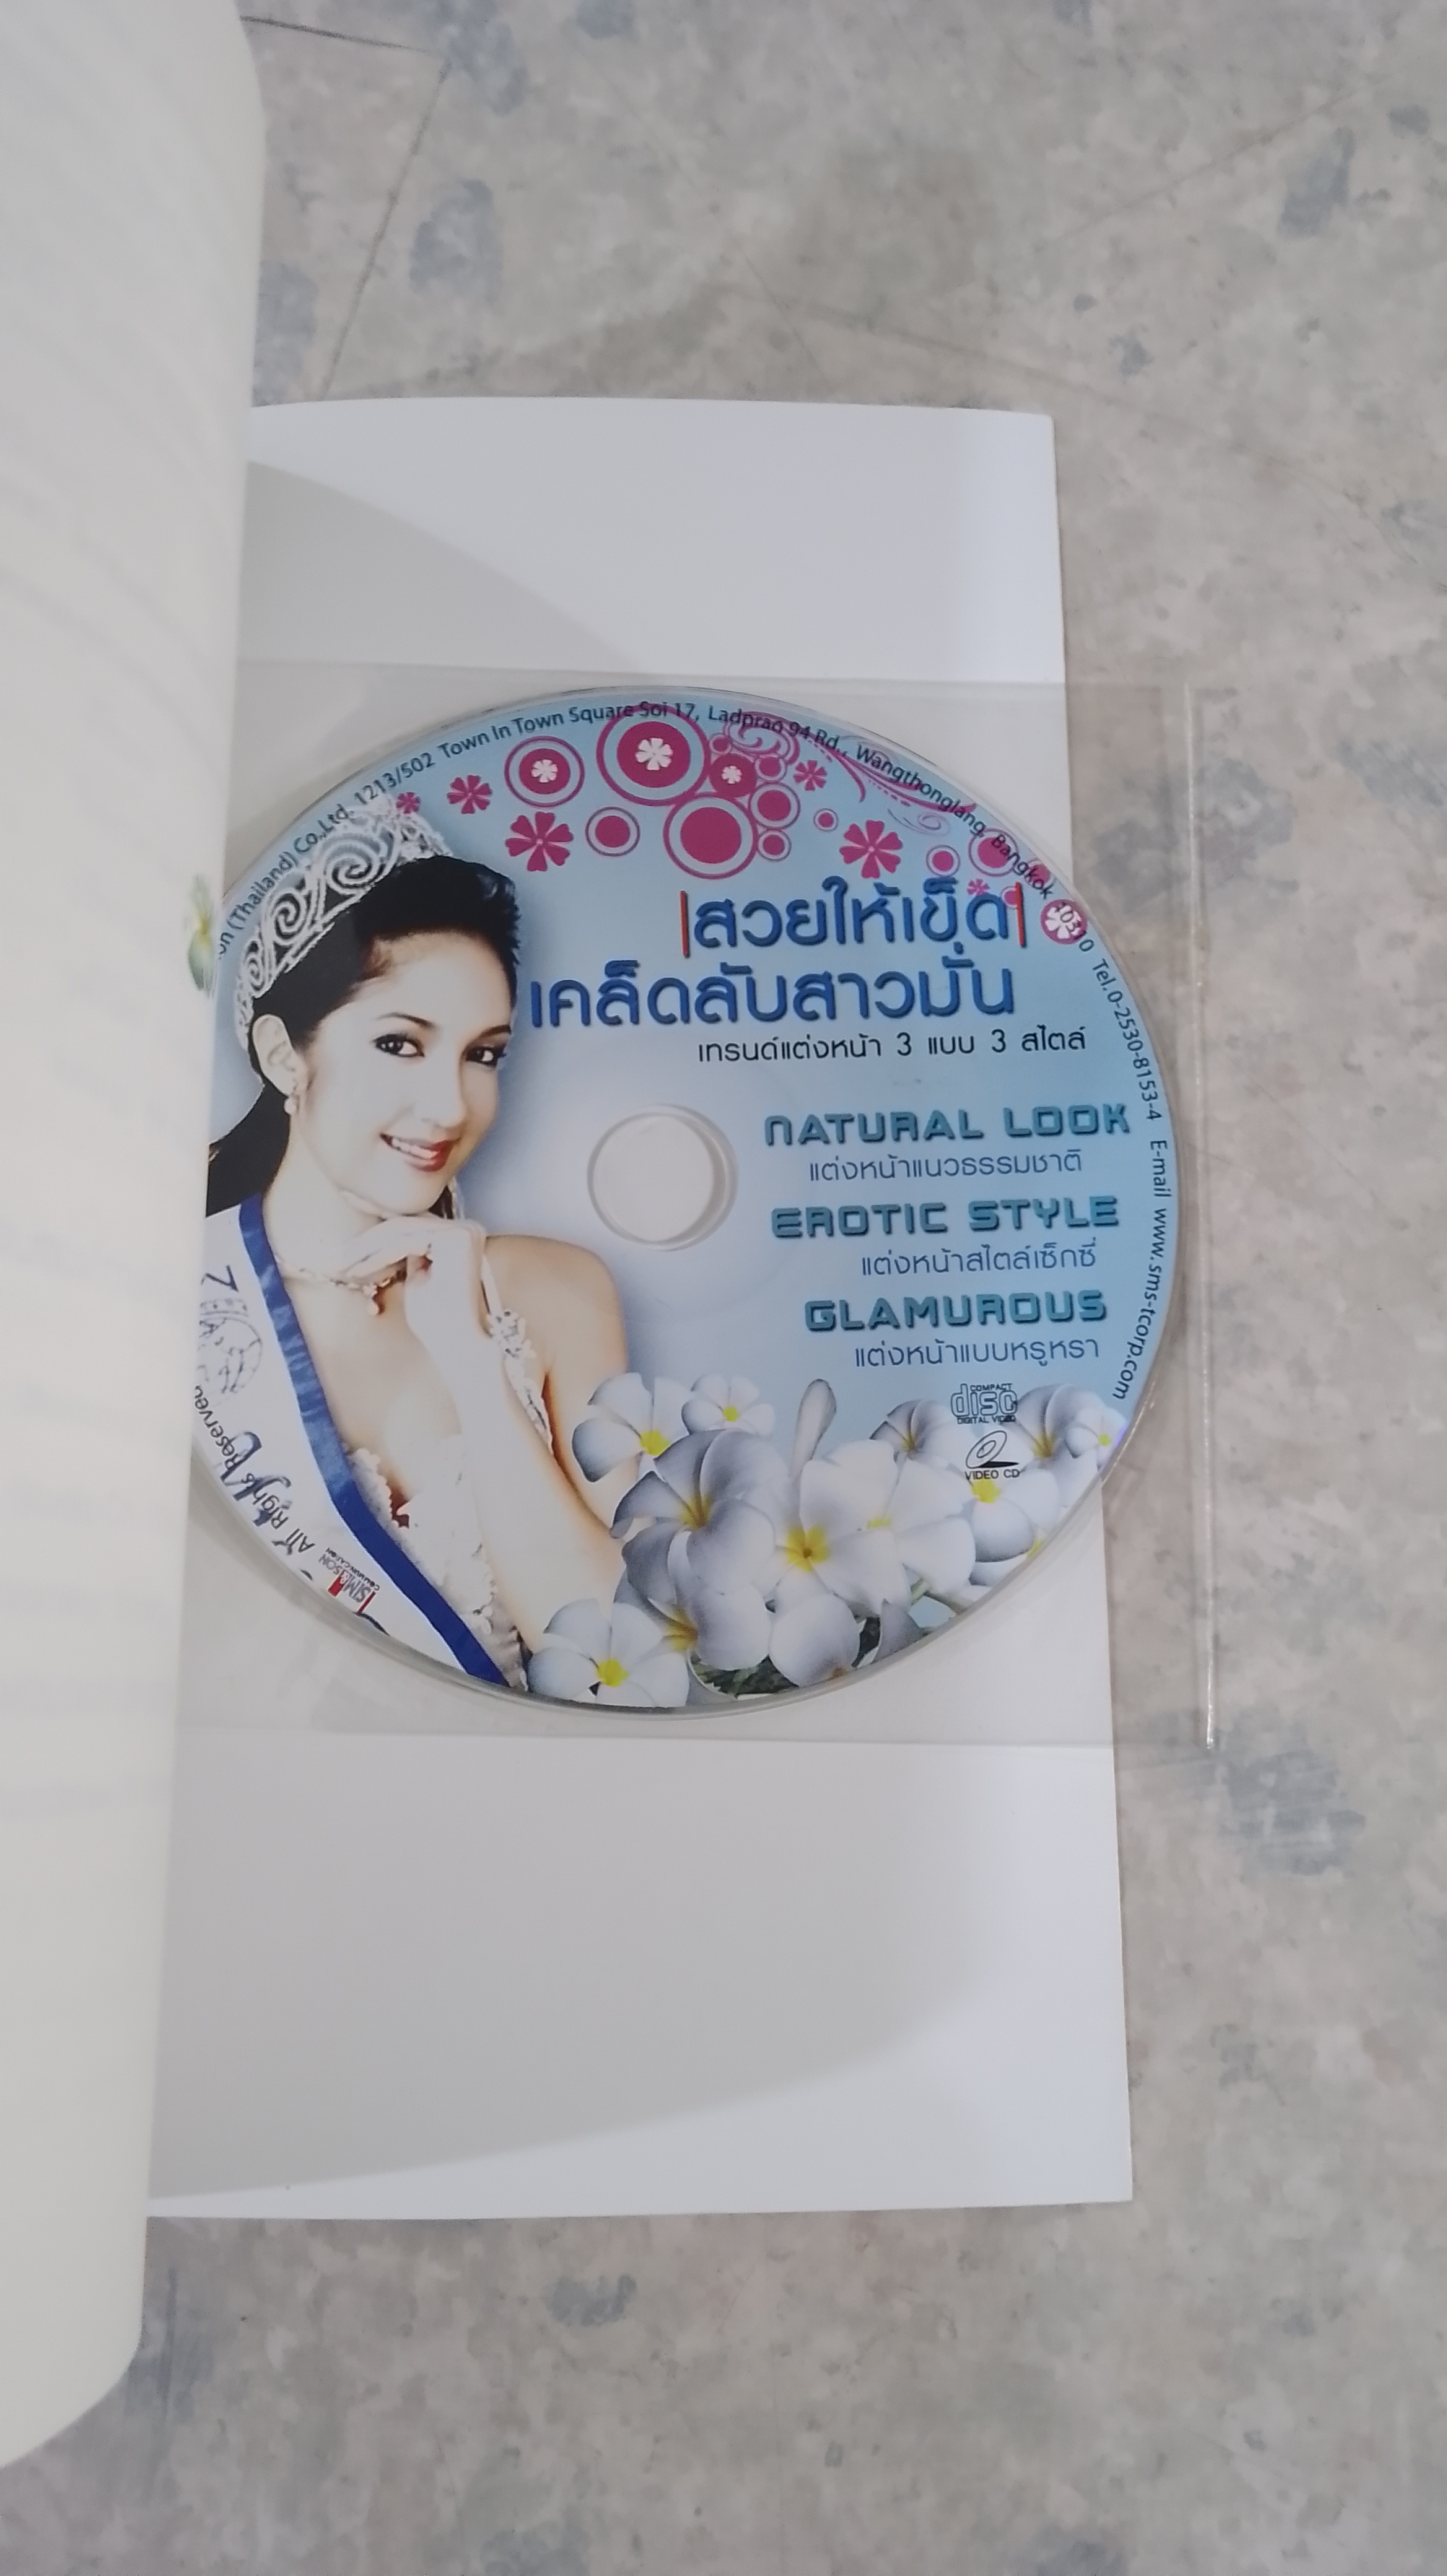 (Thailand) Co.,Ltd. 1213/502 Town In Town Square Soi 17, Ladprao 94 Rd., Wangthonglang, Bangkok 10310 Tel.0-2530-8153-4 E-mail www.sms-tcorp.com
สวยให้เข็ด
เคล็ดลับสาวมั่น
เทรนด์แต่งหน้า 3 แบบ 3 สไตล์
NATURAL LOOK
แต่งหน้าแนวธรรมชาติ
EROTIC STYLE
แต่งหน้าสไตล์เซ็กซี่
GLAMUROUS
แต่งหน้าแบบหรูหรา
COMPACT
disc
DIGITAL VIDEO
VIDEO CD
All Rights Reserved